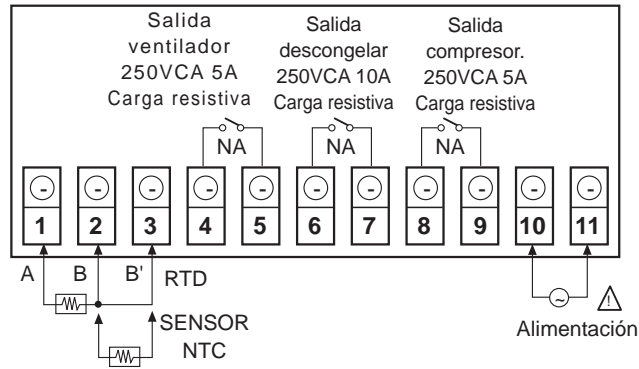 Salida
ventilador
250VCA 5A
Carga resistiva
Salida
descongelar
250VCA 10A
Carga resistiva
Salida
compresor.
250VCA 5A
Carga resistiva
NA
NA
NA
1 2 3 4 5 6 7 8 9 10 11
A B B' RTD
SENSOR
NTC
Alimentación